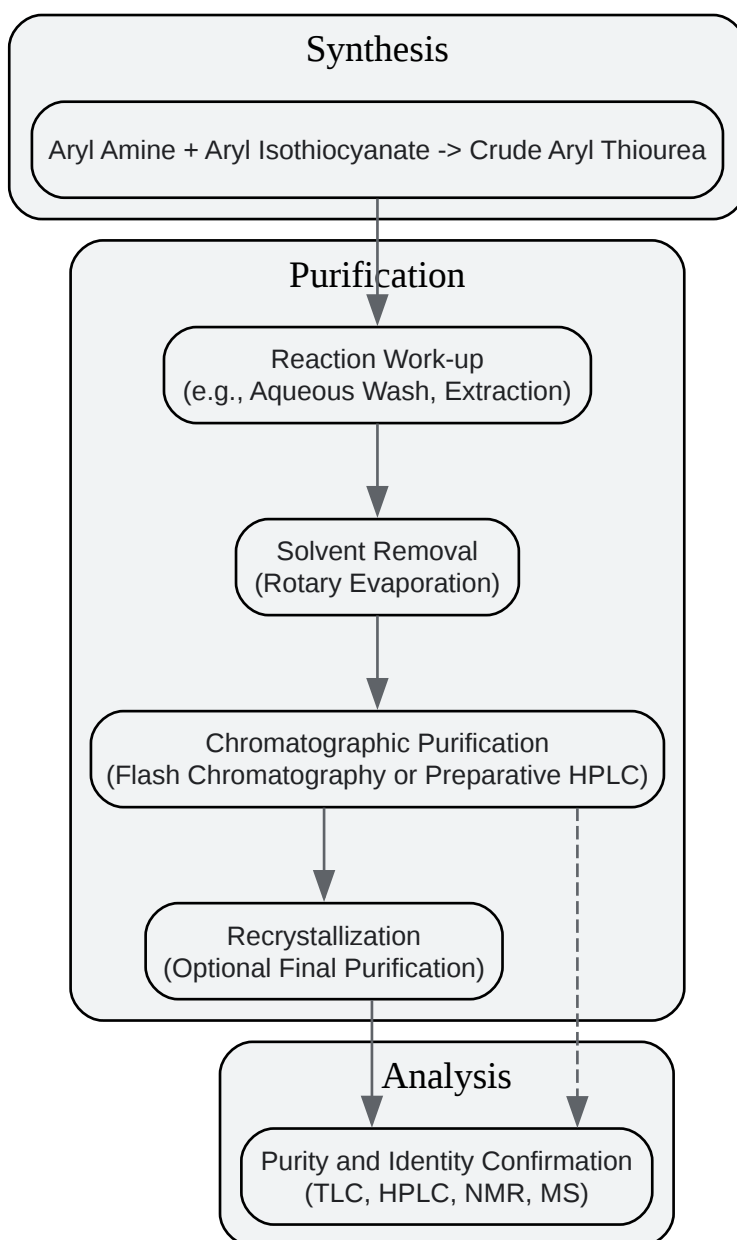 Synthesis
Aryl Amine + Aryl Isothiocyanate -> Crude Aryl Thiourea
Purification
Reaction Work-up
(e.g., Aqueous Wash, Extraction)
Solvent Removal
(Rotary Evaporation)
Chromatographic Purification
(Flash Chromatography or Preparative HPLC)
Recrystallization
(Optional Final Purification)
Analysis
Purity and Identity Confirmation
(TLC, HPLC, NMR, MS)